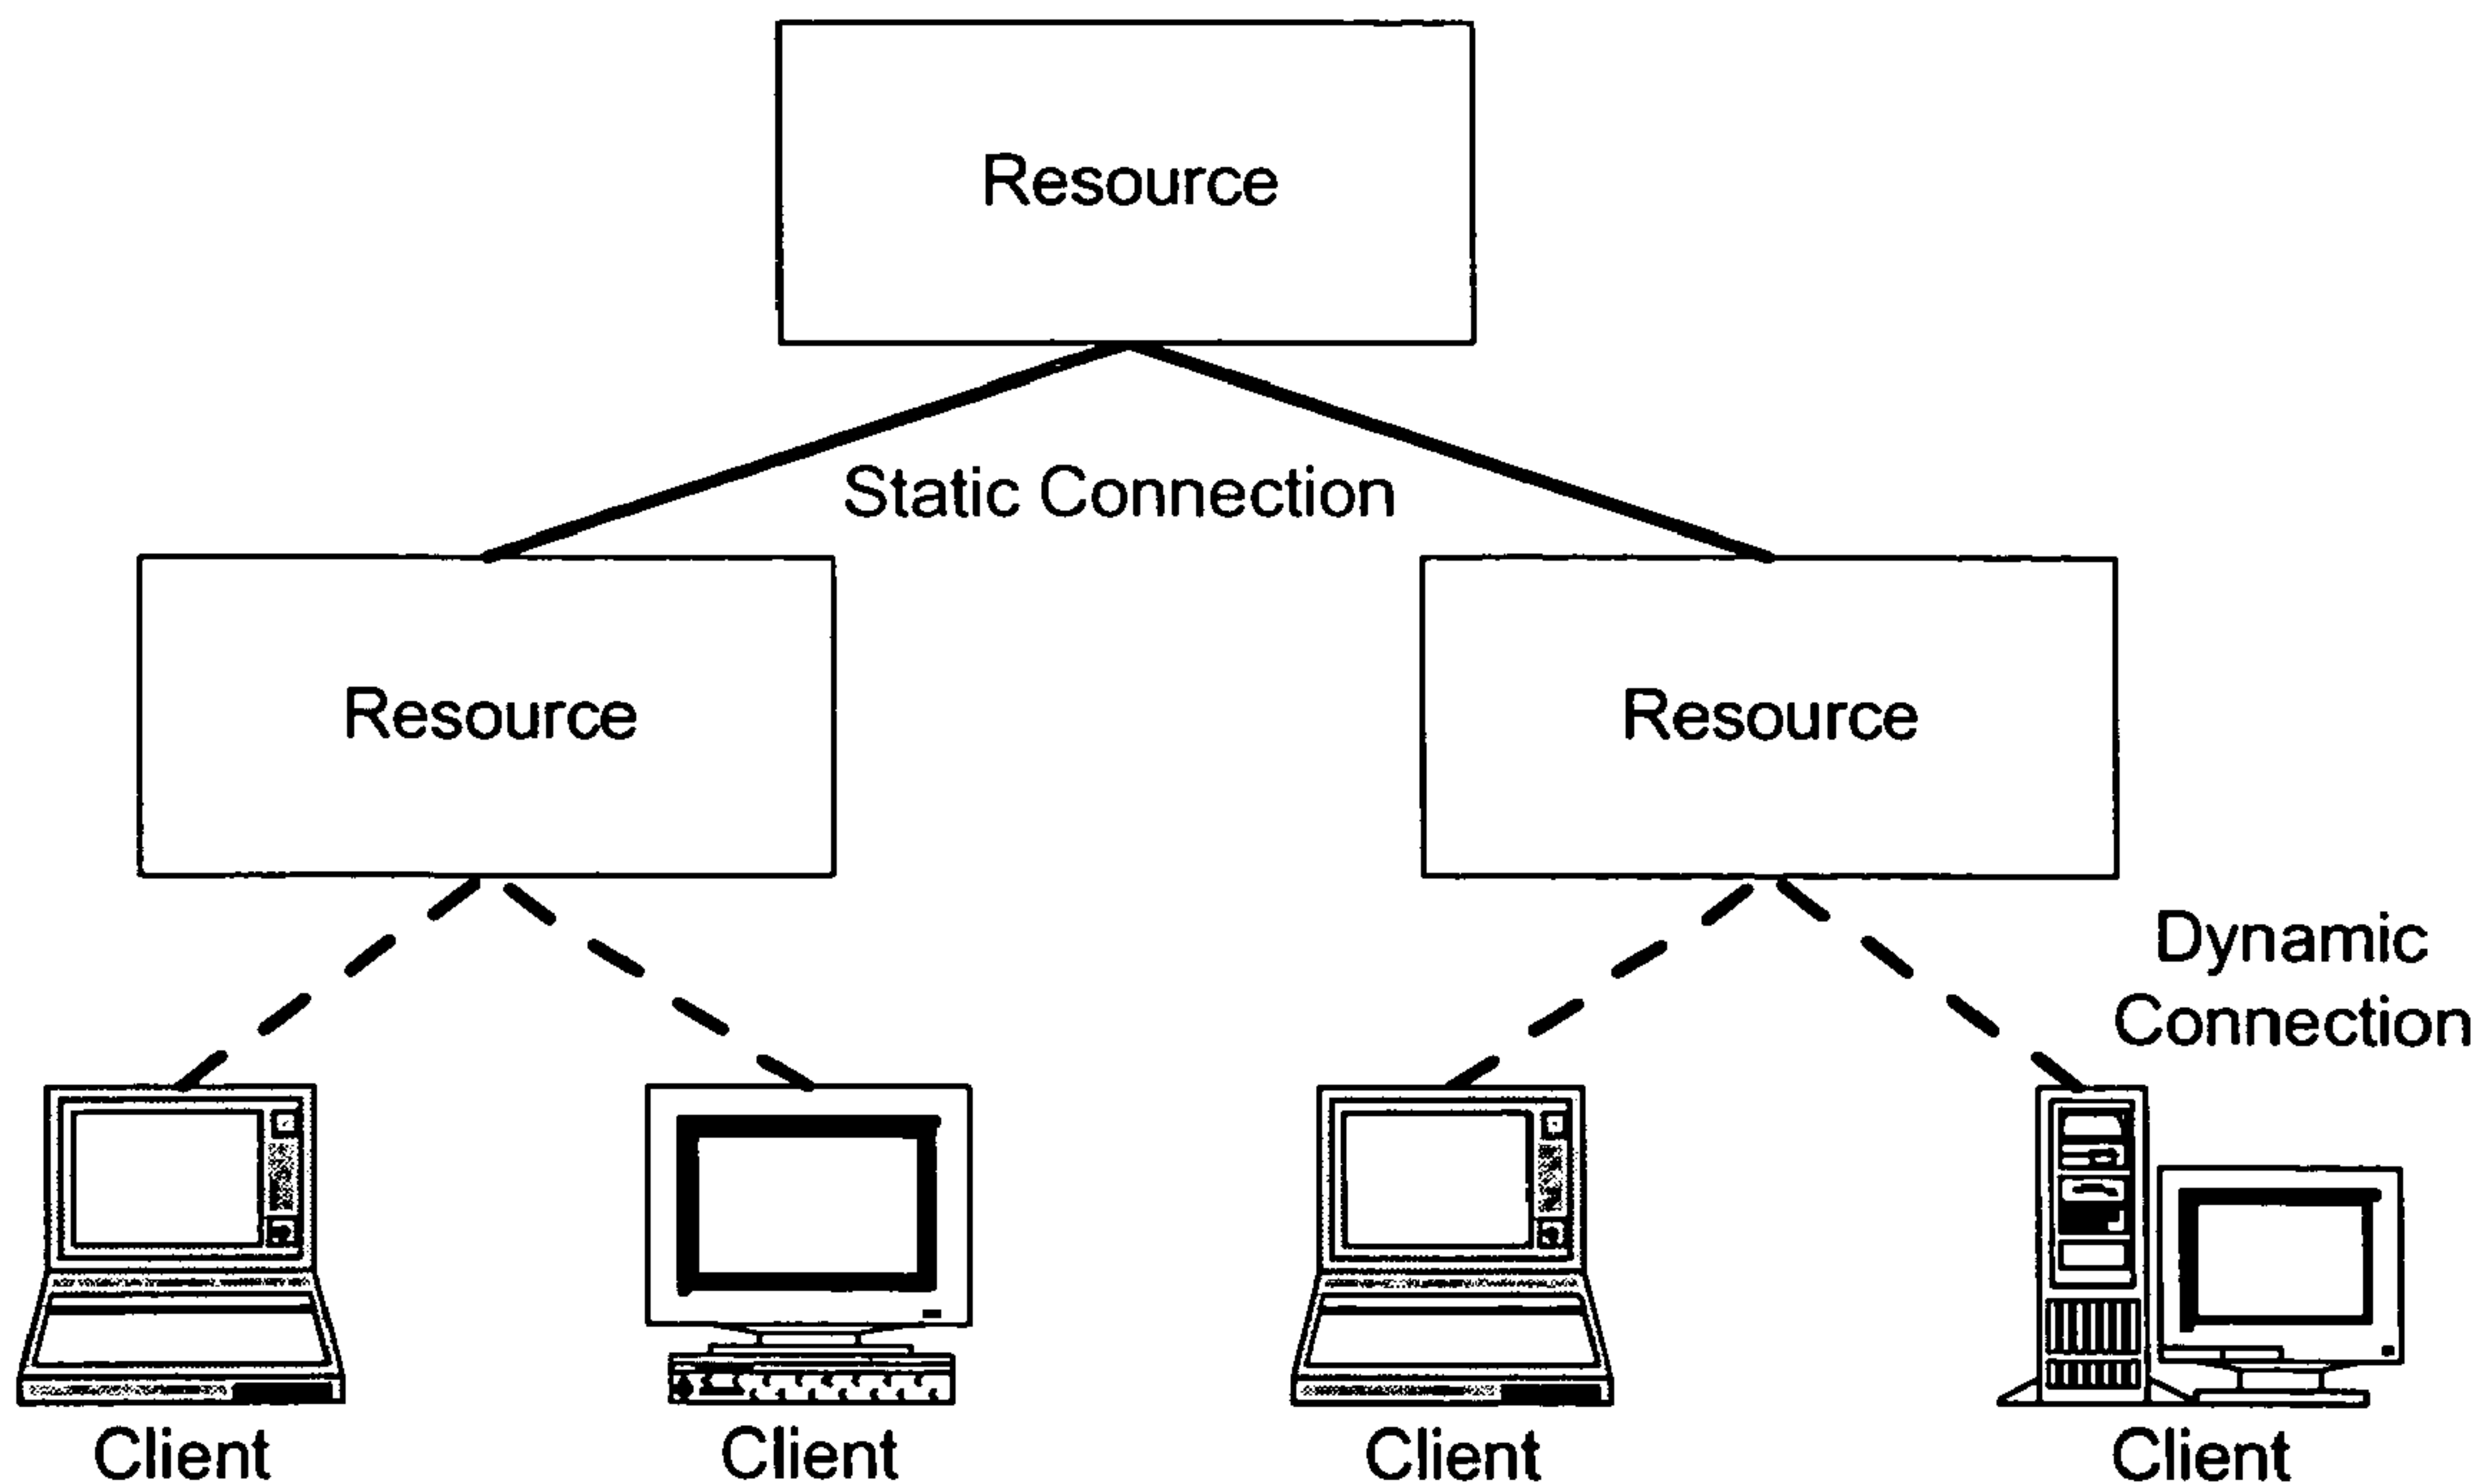 Resource
Static Connection
Resource
Resource
Dynamic
Connection
Client
Client
Client
Client